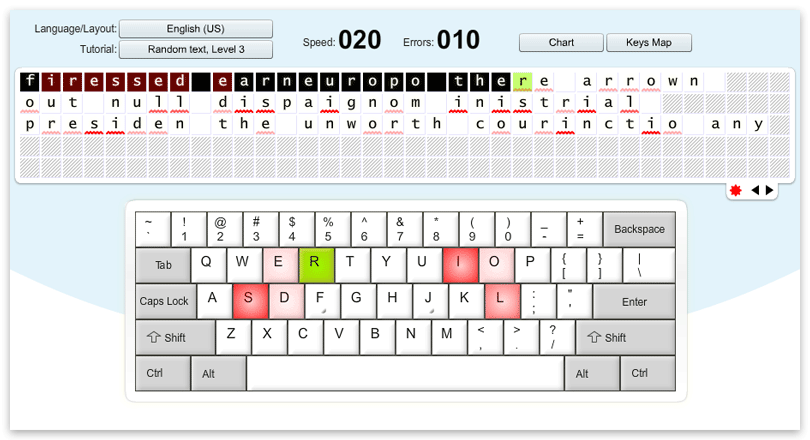 Language/Layout: English (US)
Tutorial: Random text, Level 3
Speed: 020 Errors: 010
Chart Keys Map
firessed earneuropo there arrown
out null dispaignom inistrial
presiden the unworth courinctio any
~ ! @ # $ % ^ & * ( ) _ +
` 1 2 3 4 5 6 7 8 9 0 - = Backspace
Tab Q W E R T Y U I O P { } |
[ ] \
Caps Lock A S D F G H J K L : " Enter
; ,
Shift Z X C V B N M < > ? Shift
, . /
Ctrl Alt Alt Ctrl